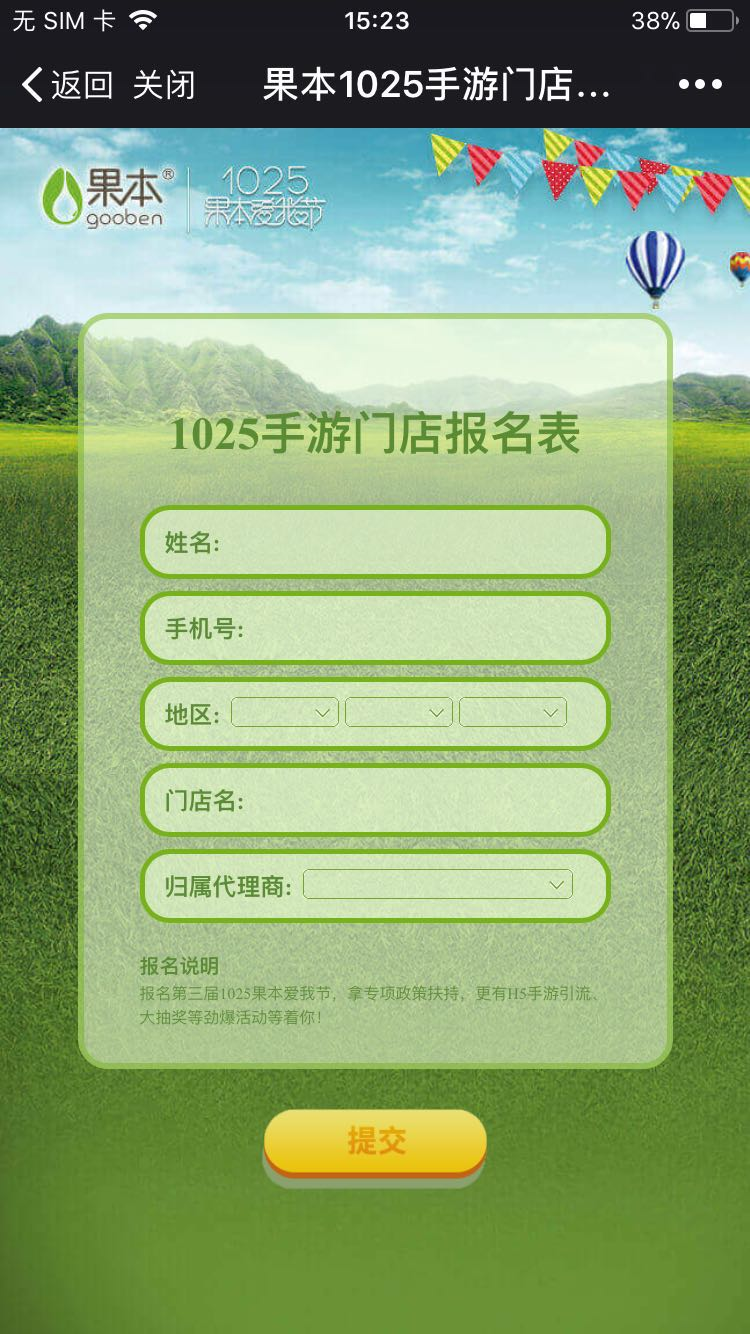 无 SIM 卡
15:23
38%
返回 关闭
果本1025手游门店...
果本®
gooben
1025
果本爱我节
1025手游门店报名表
姓名:
手机号:
地区:
门店名:
归属代理商:
报名说明
报名第三届1025果本爱我节，拿专项政策扶持，更有H5手游引流、
大抽奖等劲爆活动等着你！
提交